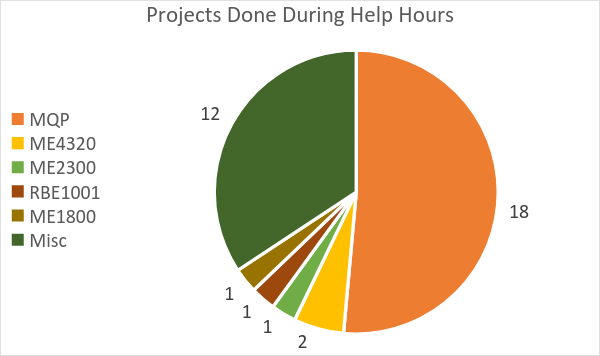 Projects Done During Help Hours
MQP
ME4320
ME2300
RBE1001
ME1800
Misc
12
18
1
1
1
2